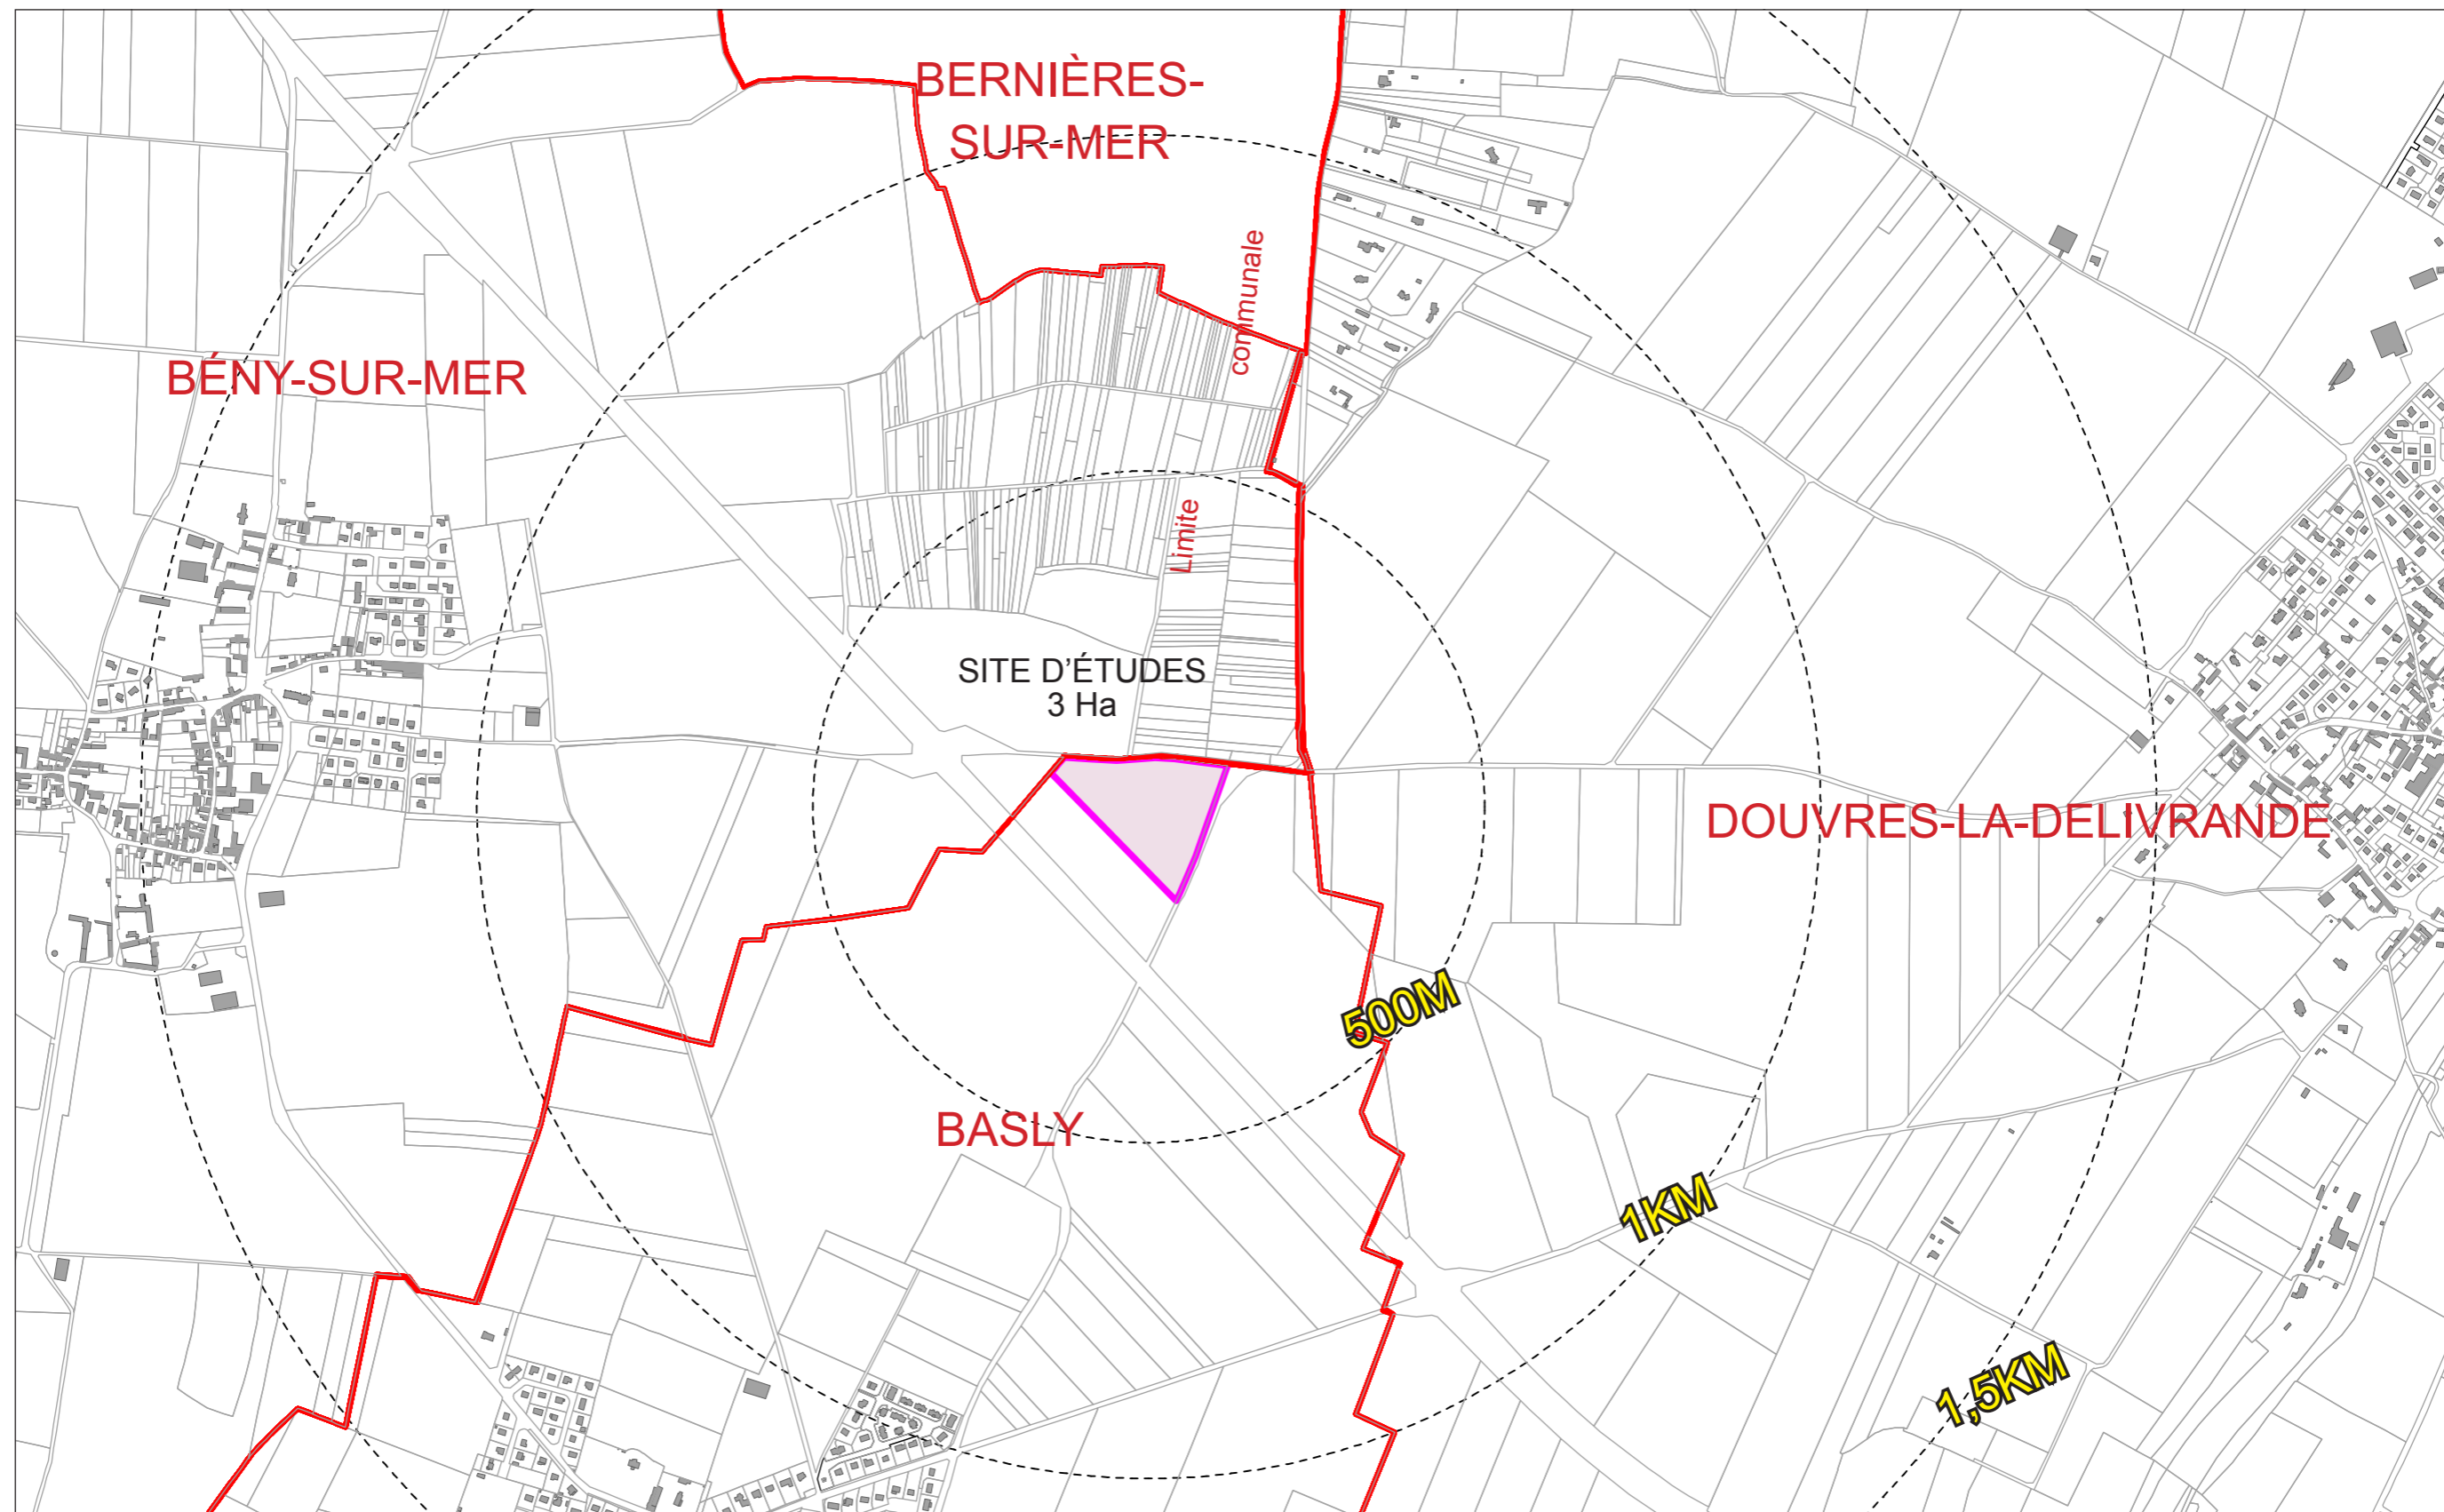 BERNIÈRES-
SUR-MER
communale
BÉNY-SUR-MER
Limite
SITE D'ÉTUDES
3 Ha
DOUVRES-LA-DELIVRANDE
500M
BASLY
1KM
1,5KM